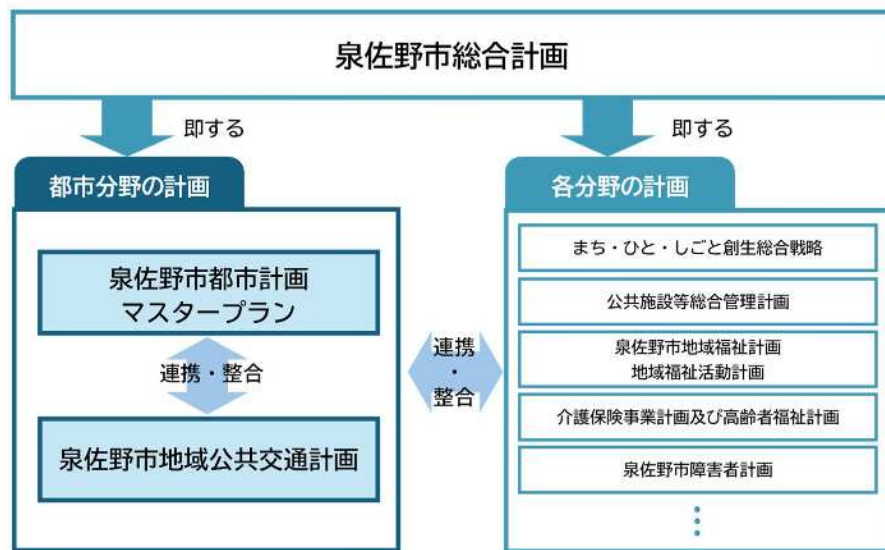 泉佐野市総合計画
即する
即する
都市分野の計画
泉佐野市都市計画
マスタープラン
連携・整合
泉佐野市地域公共交通計画
連携
・
整合
各分野の計画
まち・ひと・しごと創生総合戦略
公共施設等総合管理計画
泉佐野市地域福祉計画
地域福祉活動計画
介護保険事業計画及び高齢者福祉計画
泉佐野市障害者計画
⋮